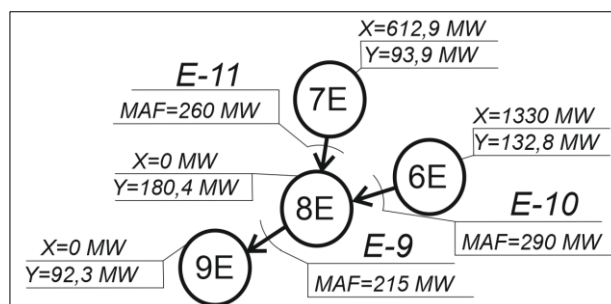 X=612,9 MW
Y=93,9 MW
E-11
MAF=260 MW
7E
X=1330 MW
Y=132,8 MW
X=0 MW
Y=180,4 MW
6E
8E
E-10
MAF=290 MW
E-9
X=0 MW
Y=92,3 MW
9E
MAF=215 MW